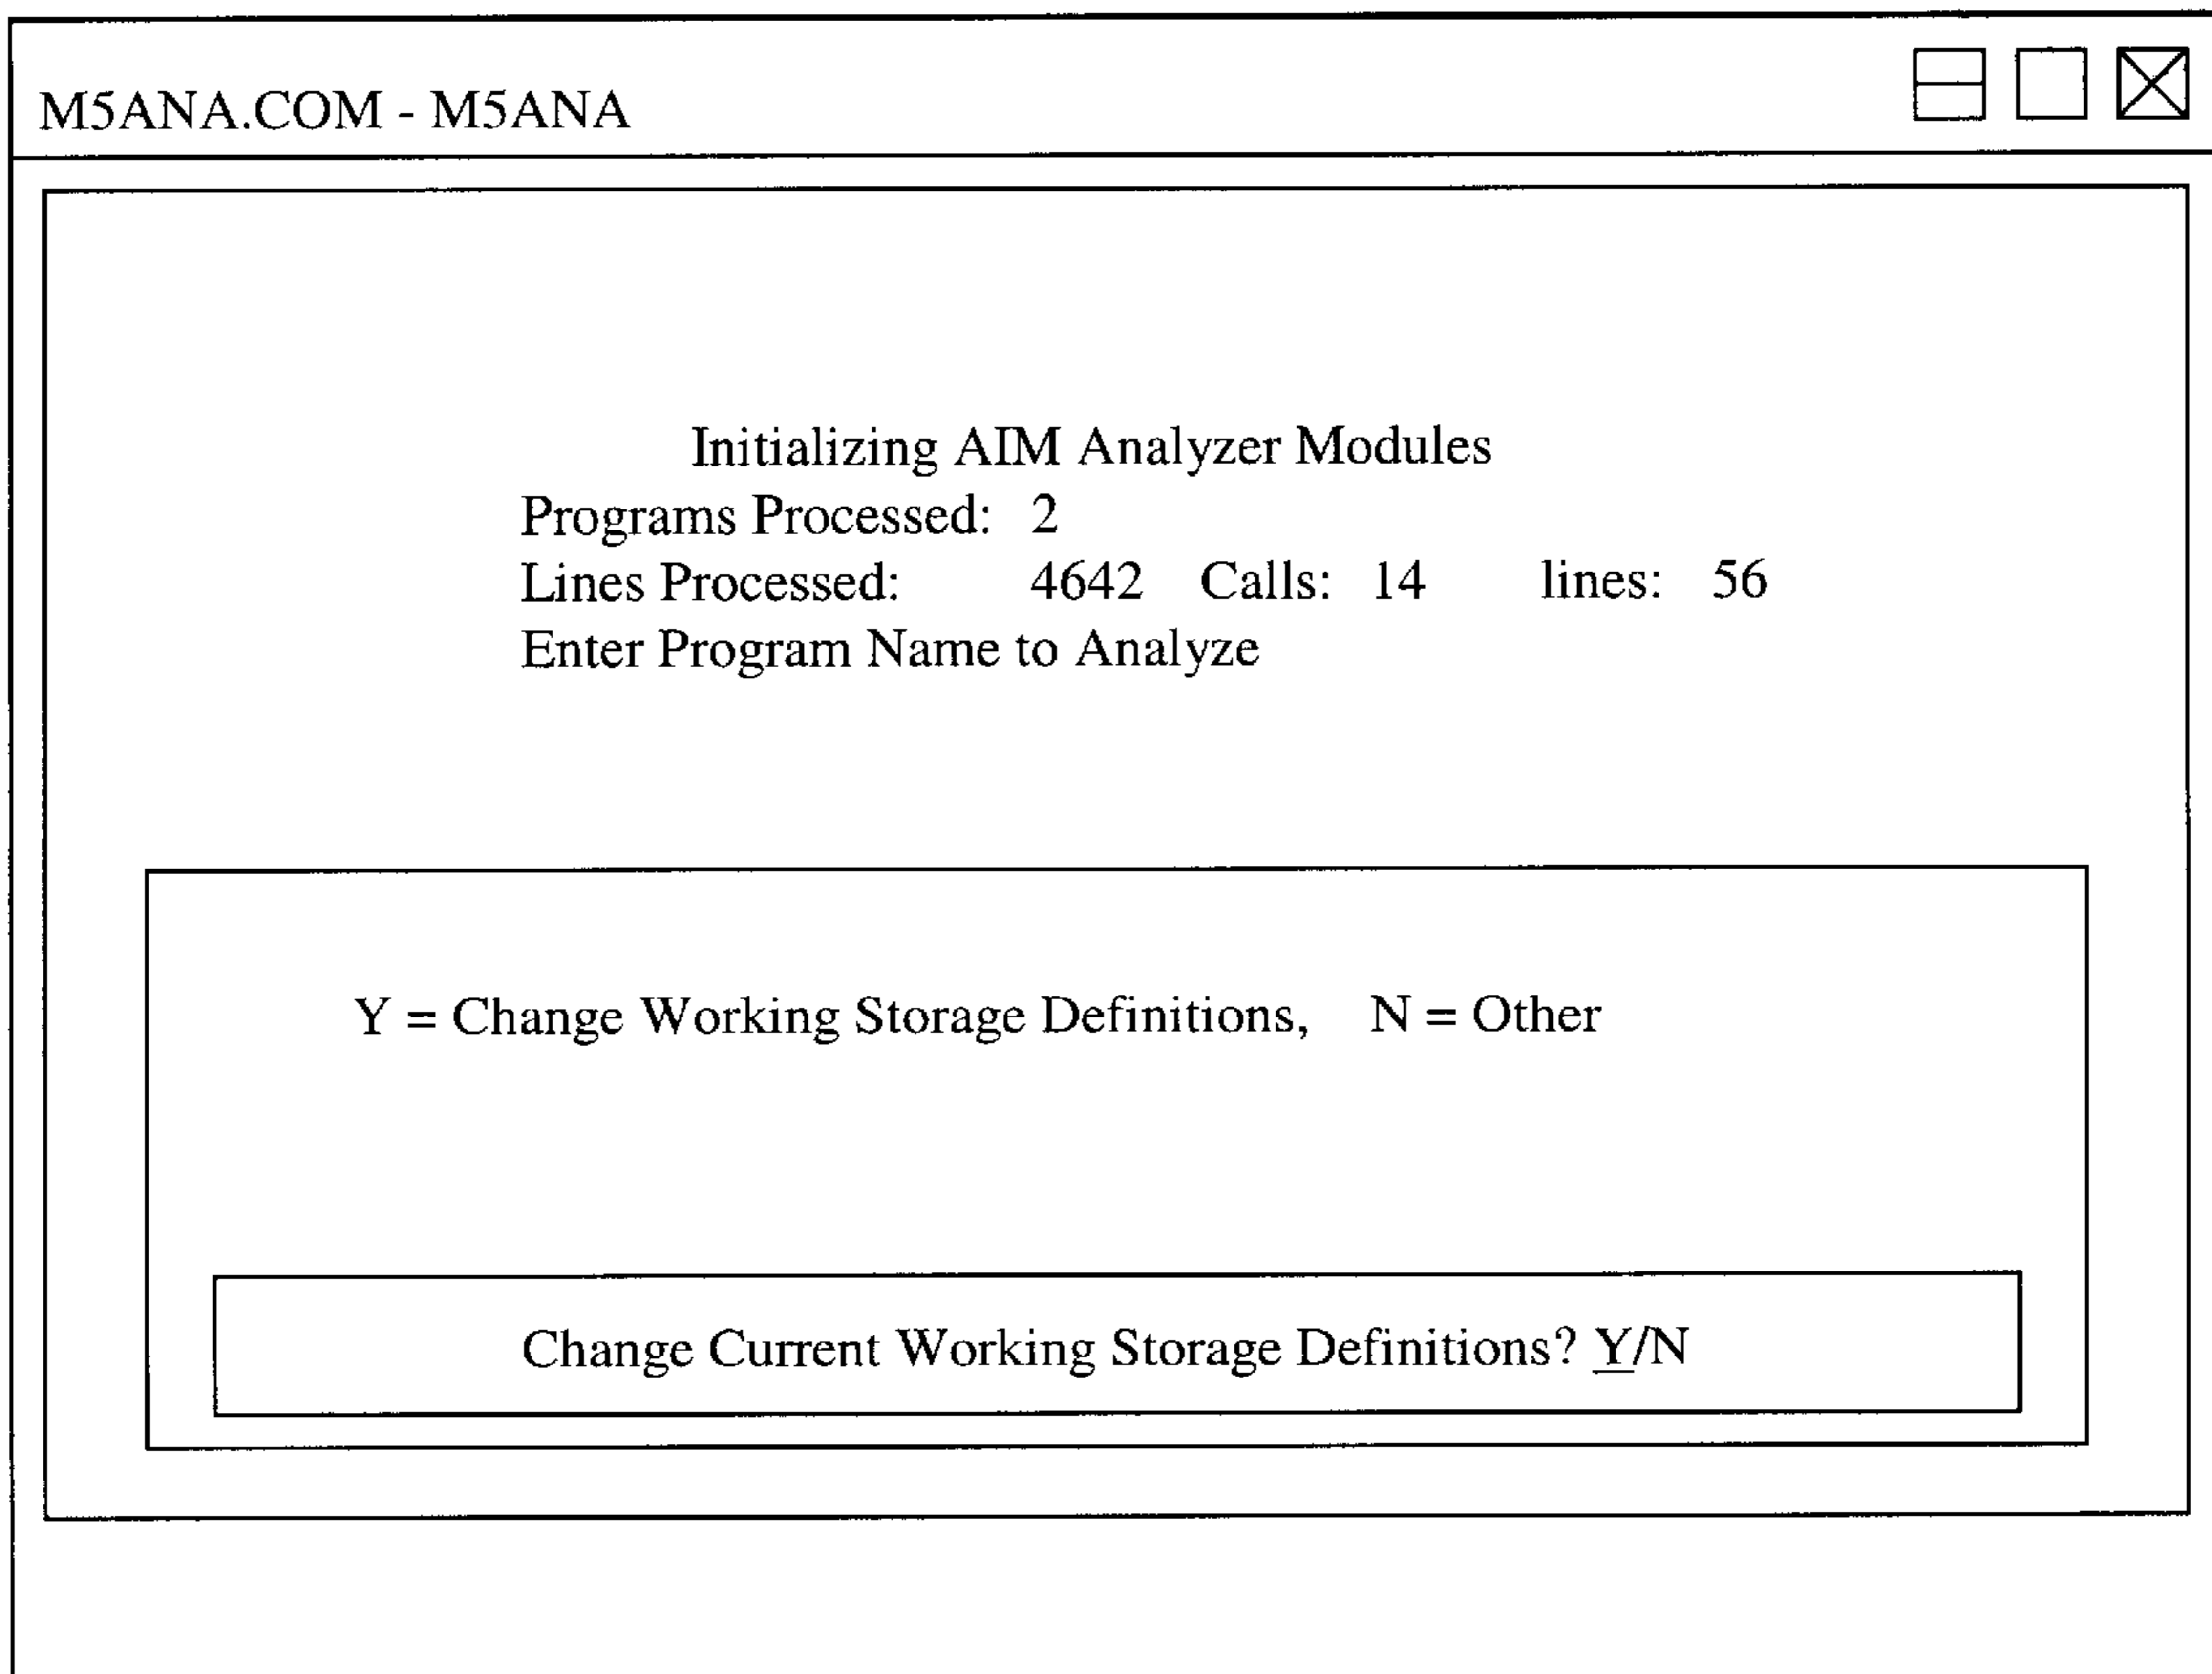 M5ANA.COM - M5ANA
Initializing AIM Analyzer Modules
Programs Processed: 2
Lines Processed: 4642 Calls: 14 lines: 56
Enter Program Name to Analyze
Y = Change Working Storage Definitions, N = Other
Change Current Working Storage Definitions? Y/N